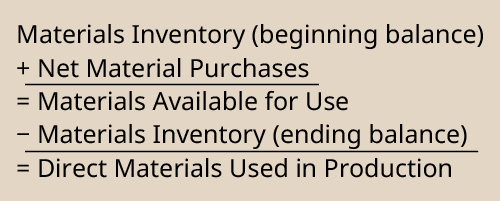 Materials Inventory (beginning balance)
+ Net Material Purchases
= Materials Available for Use
− Materials Inventory (ending balance)
= Direct Materials Used in Production